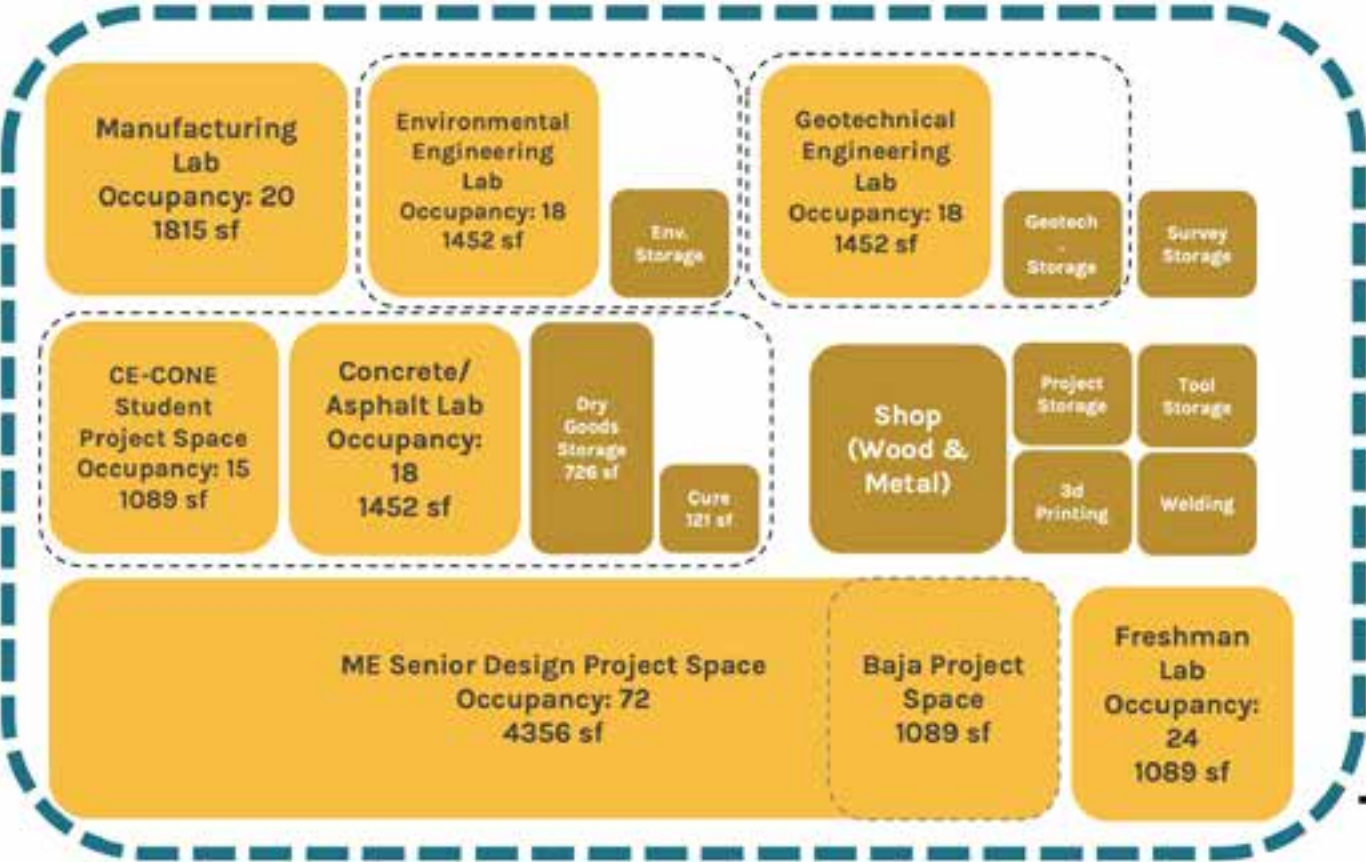 Manufacturing
Lab
Occupancy: 20
1815 sf
Environmental
Engineering
Lab
Occupancy: 18
1452 sf
Env.
Storage
Geotechnical
Engineering
Lab
Occupancy: 18
1452 sf
Geotech
-
Storage
Survey
Storage
CE-CONE
Student
Project Space
Occupancy: 15
1089 sf
Concrete/
Asphalt Lab
Occupancy:
18
1452 sf
Dry
Goods
Storage
726 sf
Cure
121 sf
Shop
(Wood &
Metal)
Project
Storage
Tool
Storage
3d
Printing
Welding
ME Senior Design Project Space
Occupancy: 72
4356 sf
Baja Project
Space
1089 sf
Freshman
Lab
Occupancy:
24
1089 sf